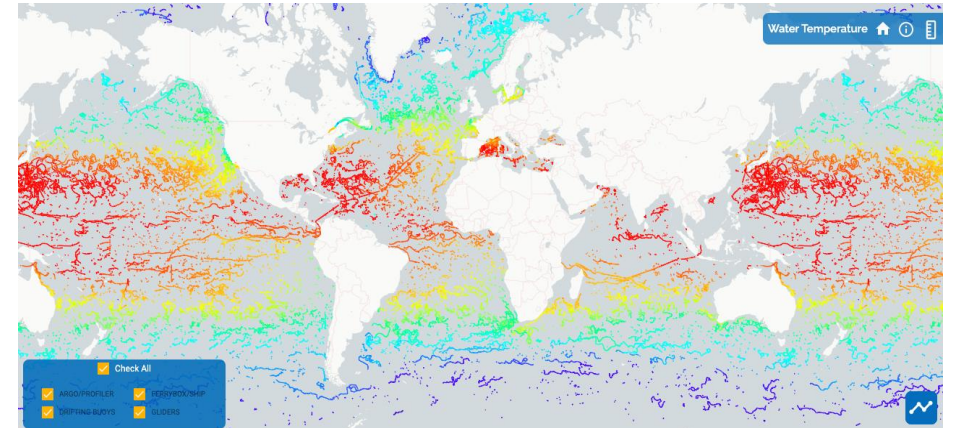 Water Temperature
Check All
ARGO/PROFILER
FERRYBOX/SHIP
DRIFTING BUOYS
GLIDERS